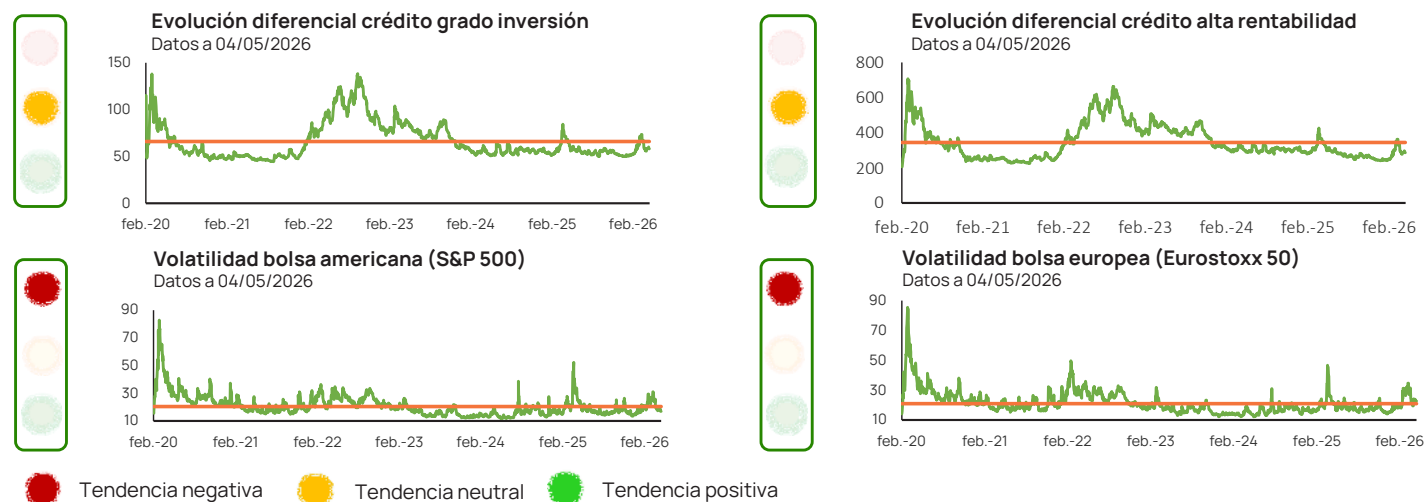 Evolución diferencial crédito grado inversión
Datos a 04/05/2026
150
100
50
0
feb.-20 feb.-21 feb.-22 feb.-23 feb.-24 feb.-25 feb.-26
Evolución diferencial crédito alta rentabilidad
Datos a 04/05/2026
800
600
400
200
0
feb.-20 feb.-21 feb.-22 feb.-23 feb.-24 feb.-25 feb.-26
Volatilidad bolsa americana (S&P 500)
Datos a 04/05/2026
90
70
50
30
10
feb.-20 feb.-21 feb.-22 feb.-23 feb.-24 feb.-25 feb.-26
Volatilidad bolsa europea (Eurostoxx 50)
Datos a 04/05/2026
90
70
50
30
10
feb.-20 feb.-21 feb.-22 feb.-23 feb.-24 feb.-25 feb.-26
Tendencia negativa Tendencia neutral Tendencia positiva